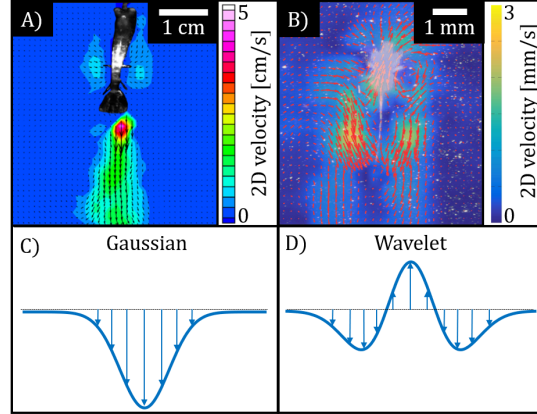 A)
1 cm
5
2D velocity [cm/s]
0
B)
1 mm
3
2D velocity [mm/s]
0
C)
Gaussian
D)
Wavelet